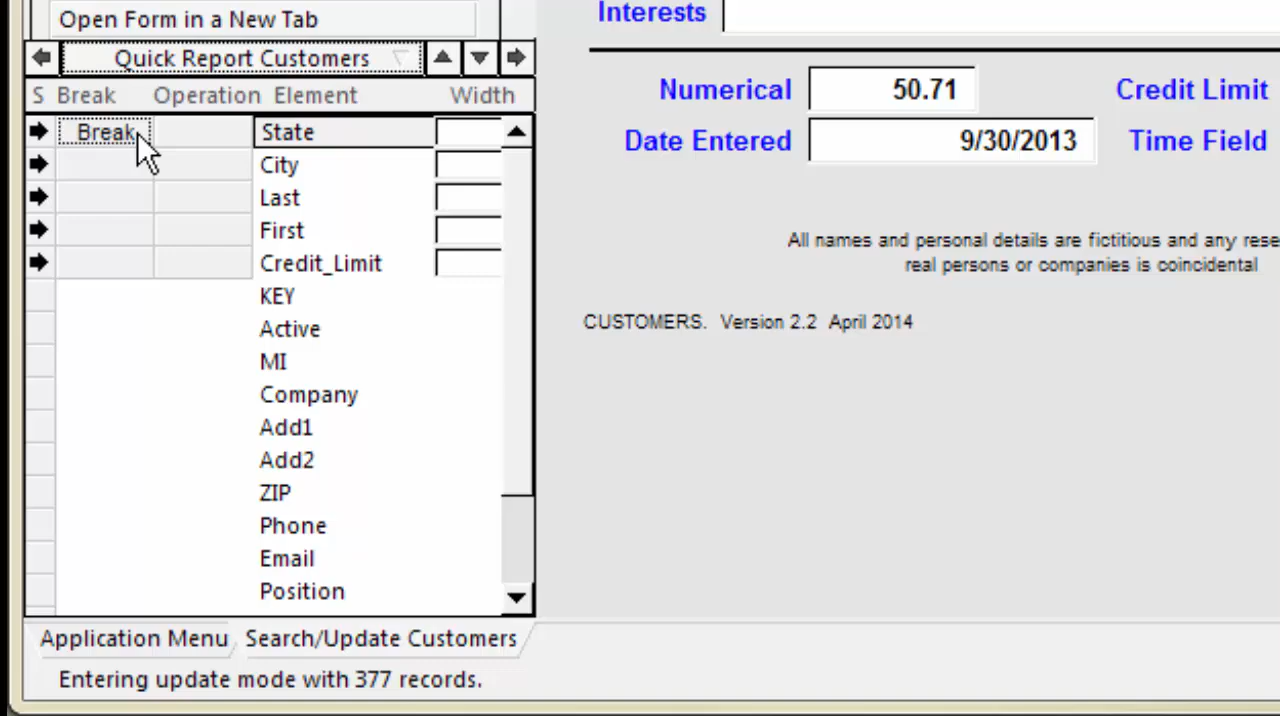 Open Form in a New Tab
Quick Report Customers
S Break Operation Element Width
Break State
City
Last
First
Credit_Limit
KEY
Active
MI
Company
Add1
Add2
ZIP
Phone
Email
Position
Application Menu Search/Update Customers
Entering update mode with 377 records.
Interests
Numerical 50.71 Credit Limit
Date Entered 9/30/2013 Time Field
All names and personal details are fictitious and any rese
real persons or companies is coincidental
CUSTOMERS. Version 2.2 April 2014